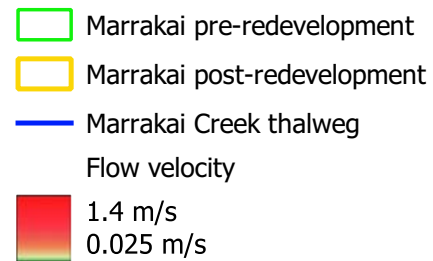 Marrakai pre-redevelopment
Marrakai post-redevelopment
Marrakai Creek thalweg
Flow velocity
1.4 m/s
0.025 m/s